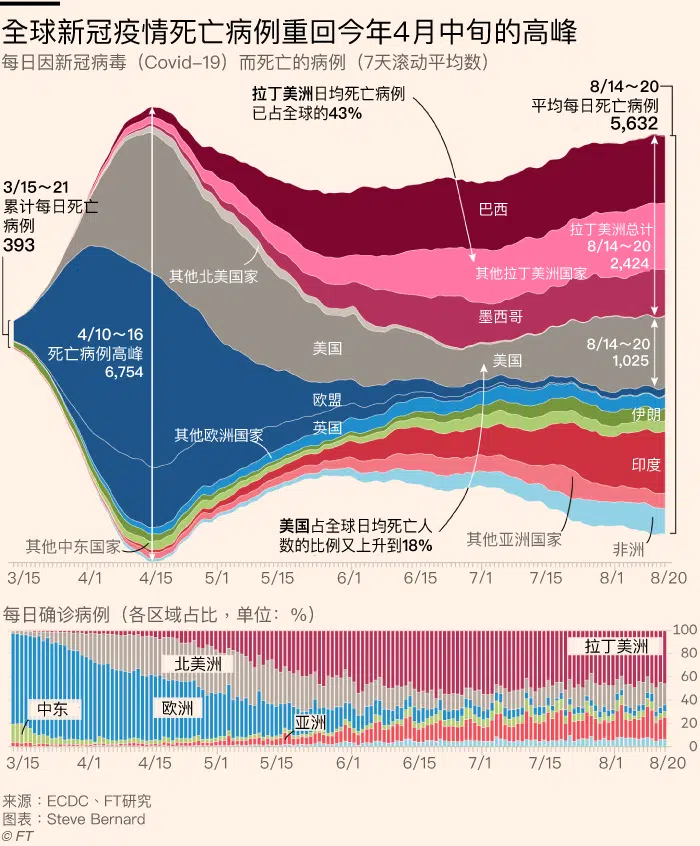 全球新冠疫情死亡病例重回今年4月中旬的高峰
每日因新冠病毒（Covid–19）而死亡的病例（7天滚动平均数）
拉丁美洲日均死亡病例
已占全球的43%
8/14～20
平均每日死亡病例
5,632
3/15～21
累计每日死亡
病例
393
巴西
拉丁美洲总计
8/14～20
2,424
其他拉丁美洲国家
其他北美国家
墨西哥
4/10～16
死亡病例高峰
6,754
美国
美国
8/14～20
1,025
欧盟
英国
伊朗
其他欧洲国家
印度
美国占全球日均死亡人
数的比例又上升到18%
其他亚洲国家
其他中东国家
非洲
3/15 4/1 4/15 5/1 5/15 6/1 6/15 7/1 7/15 8/1 8/20
每日确诊病例（各区域占比，单位：%）
100
80
60
40
20
0
拉丁美洲
北美洲
中东
欧洲
亚洲
3/15 4/1 4/15 5/1 5/15 6/1 6/15 7/1 7/15 8/1 8/20
来源：ECDC、FT研究
图表：Steve Bernard
© FT